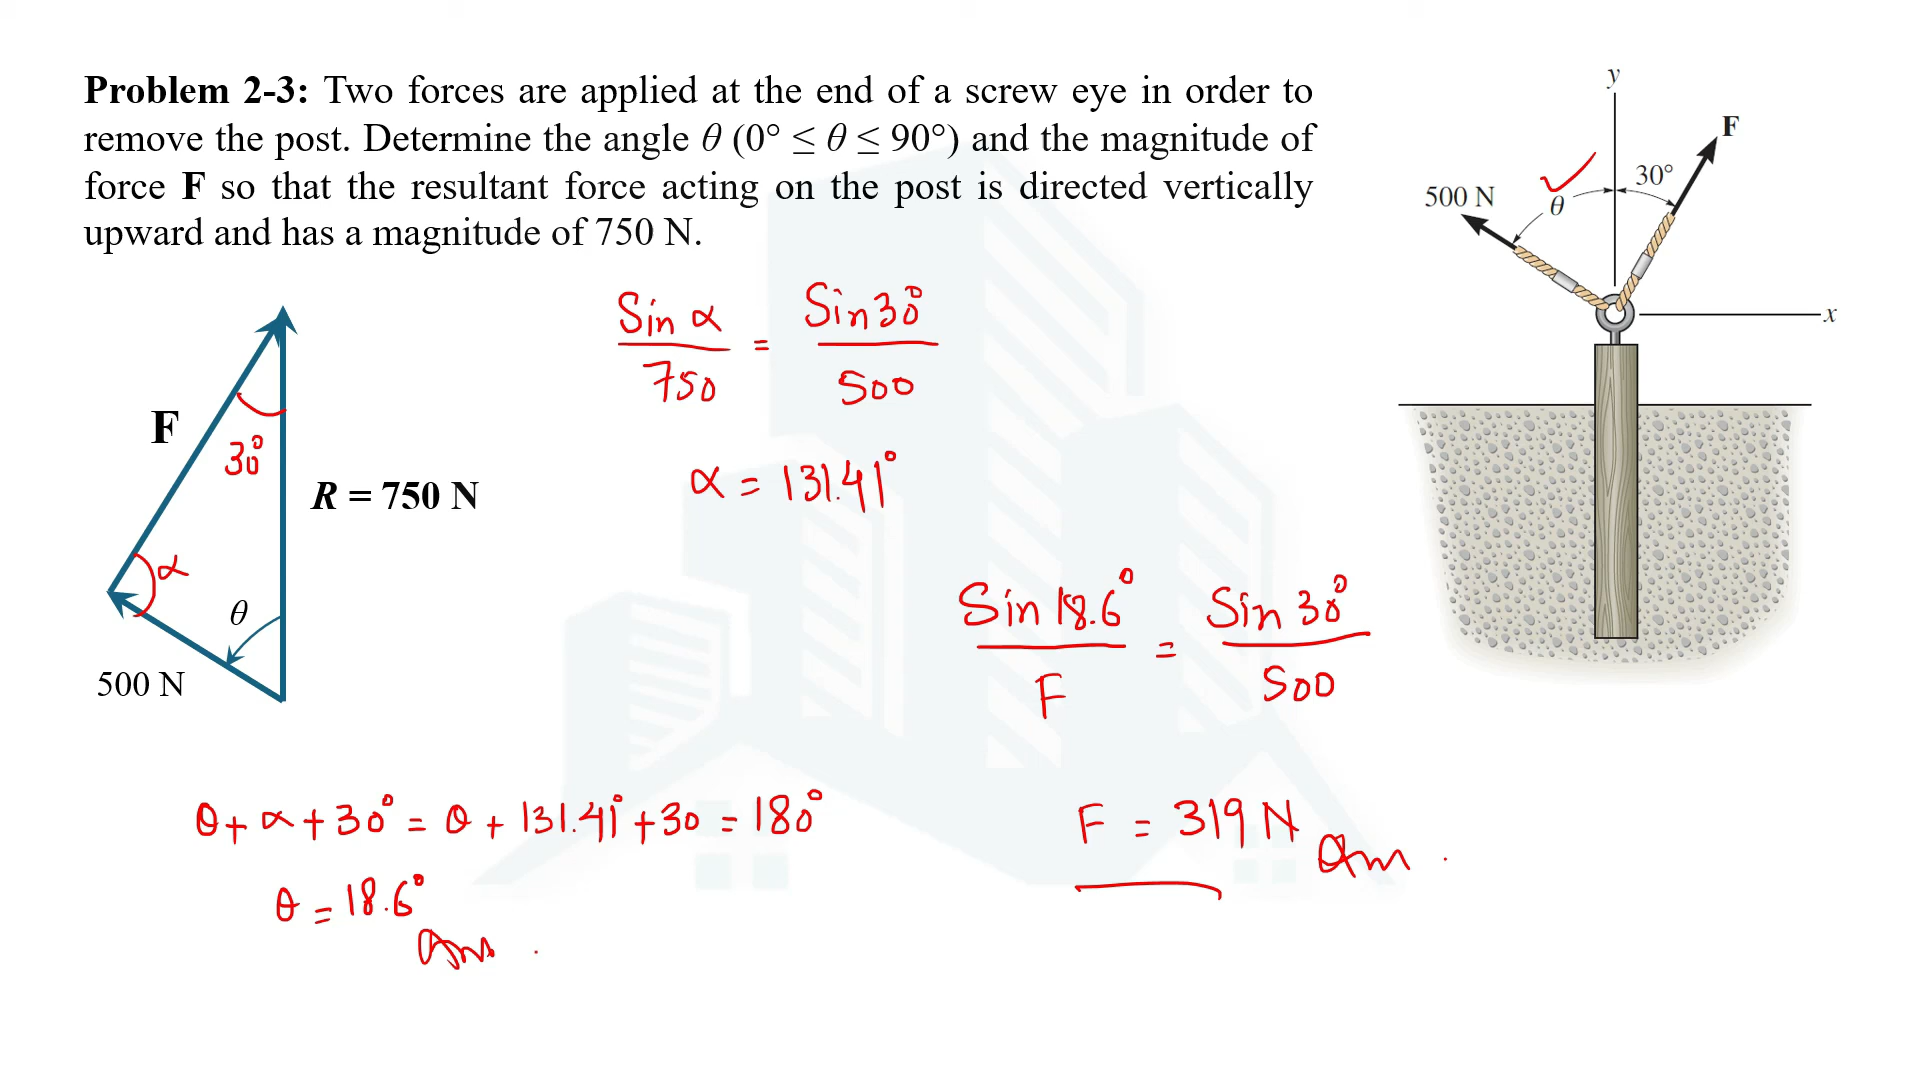 Problem 2-3: Two forces are applied at the end of a screw eye in order to
remove the post. Determine the angle θ (0° ≤ θ ≤ 90°) and the magnitude of
force F so that the resultant force acting on the post is directed vertically
upward and has a magnitude of 750 N.
y
F
30°
500 N
θ
x
F
30°
R = 750 N
α
θ
500 N
Sin α / 750 = Sin 30° / 500
α = 131.41°
Sin 18.6° / F = Sin 30° / 500
θ + α + 30° = θ + 131.41° + 30 = 180°
θ = 18.6°
Ans.
F = 319 N
Ans.